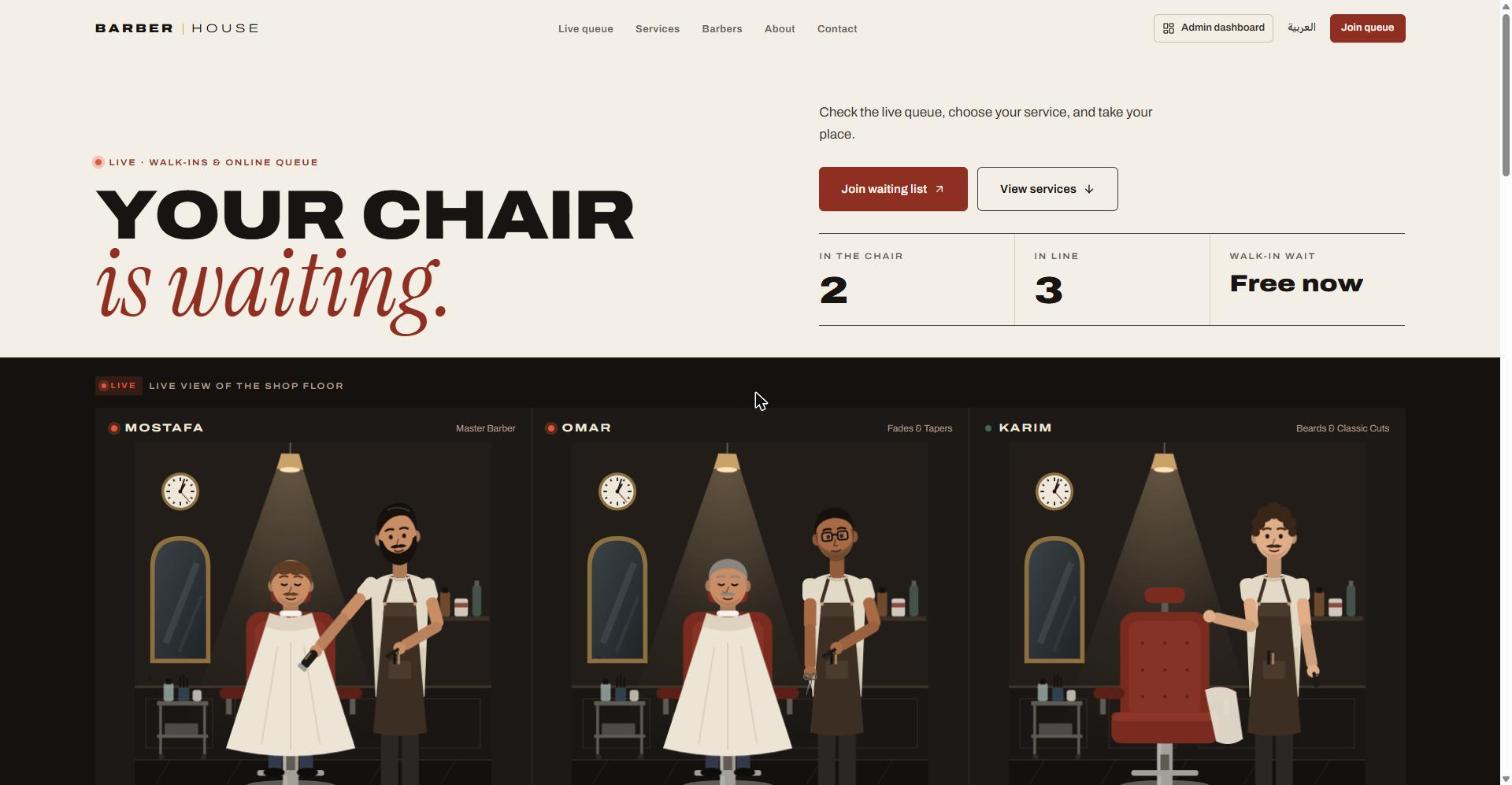 BARBER | HOUSE
Live queue
Services
Barbers
About
Contact
Admin dashboard
العربية
Join queue
Check the live queue, choose your service, and take your
place.
LIVE · WALK-INS & ONLINE QUEUE
YOUR CHAIR
is waiting.
Join waiting list
View services
IN THE CHAIR
2
IN LINE
3
WALK-IN WAIT
Free now
LIVE
LIVE VIEW OF THE SHOP FLOOR
MOSTAFA
Master Barber
OMAR
Fades & Tapers
KARIM
Beards & Classic Cuts